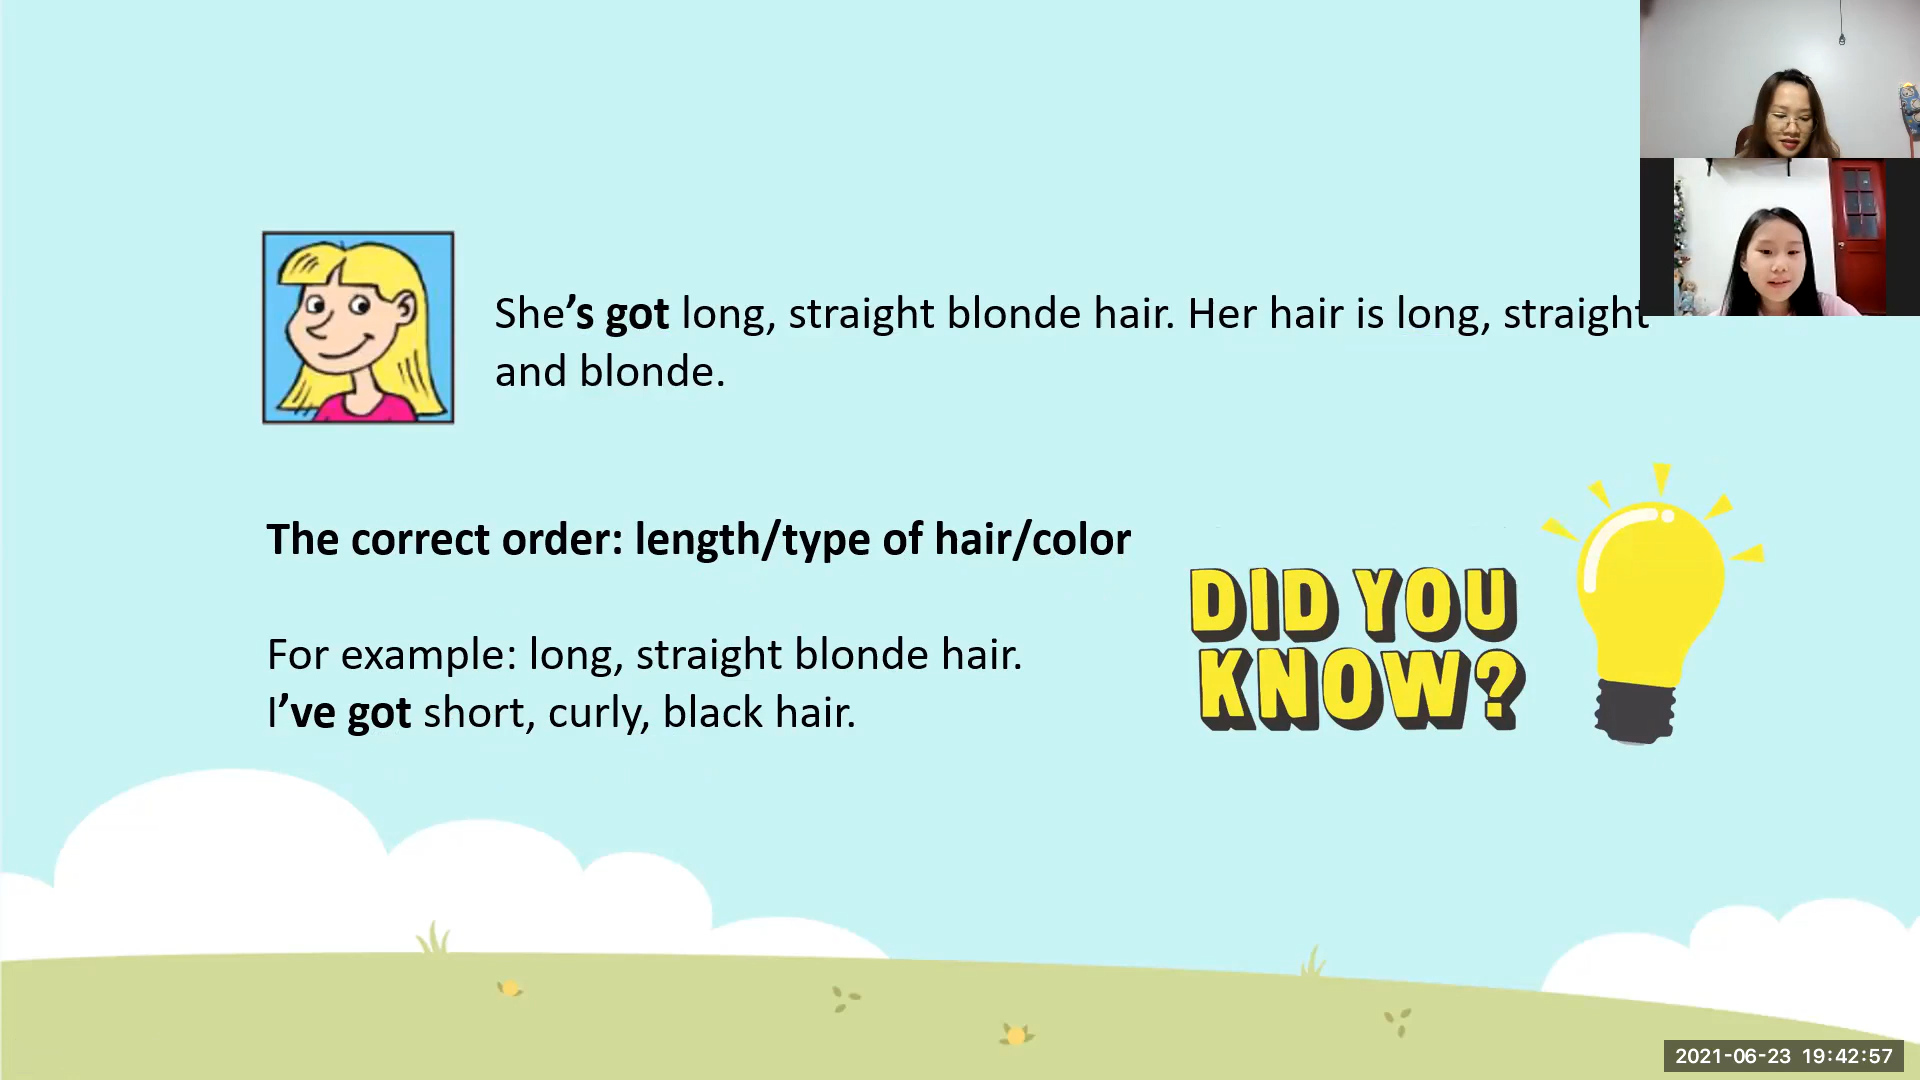 She’s got long, straight blonde hair. Her hair is long, straight
and blonde.
The correct order: length/type of hair/color
For example: long, straight blonde hair.
I’ve got short, curly, black hair.
DID YOU
KNOW?
2021-06-23 19:42:57